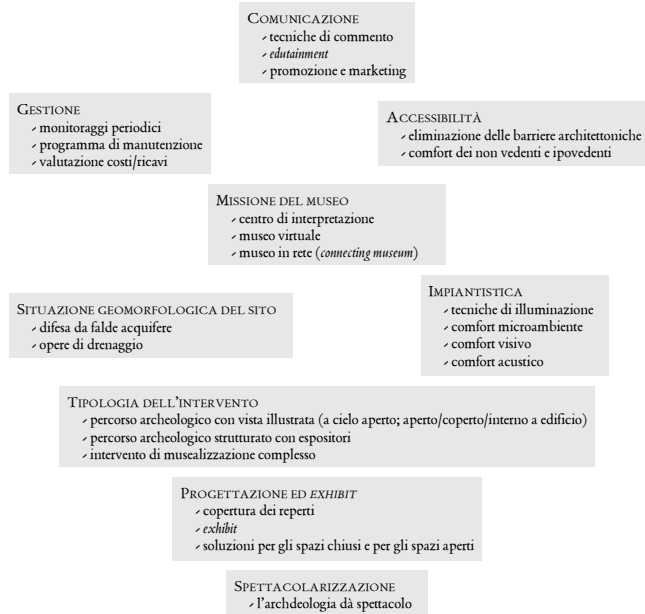 COMUNICAZIONE
✓ tecniche di commento
✓ edutainment
✓ promozione e marketing
GESTIONE
✓ monitoraggi periodici
✓ programma di manutenzione
✓ valutazione costi/ricavi
ACCESSIBILITÀ
✓ eliminazione delle barriere architettoniche
✓ comfort dei non vedenti e ipovedenti
MISSIONE DEL MUSEO
✓ centro di interpretazione
✓ museo virtuale
✓ museo in rete (connecting museum)
SITUAZIONE GEOMORFOLOGICA DEL SITO
✓ difesa da falde acquifere
✓ opere di drenaggio
IMPIANTISTICA
✓ tecniche di illuminazione
✓ comfort microambiente
✓ comfort visivo
✓ comfort acustico
TIPOLOGIA DELL'INTERVENTO
✓ percorso archeologico con vista illustrata (a cielo aperto; aperto/coperto/interno a edificio)
✓ percorso archeologico strutturato con espositori
✓ intervento di musealizzazione complesso
PROGETTAZIONE ED EXHIBIT
✓ copertura dei reperti
✓ exhibit
✓ soluzioni per gli spazi chiusi e per gli spazi aperti
SPETTACOLARIZZAZIONE
✓ l'archdeologia dà spettacolo